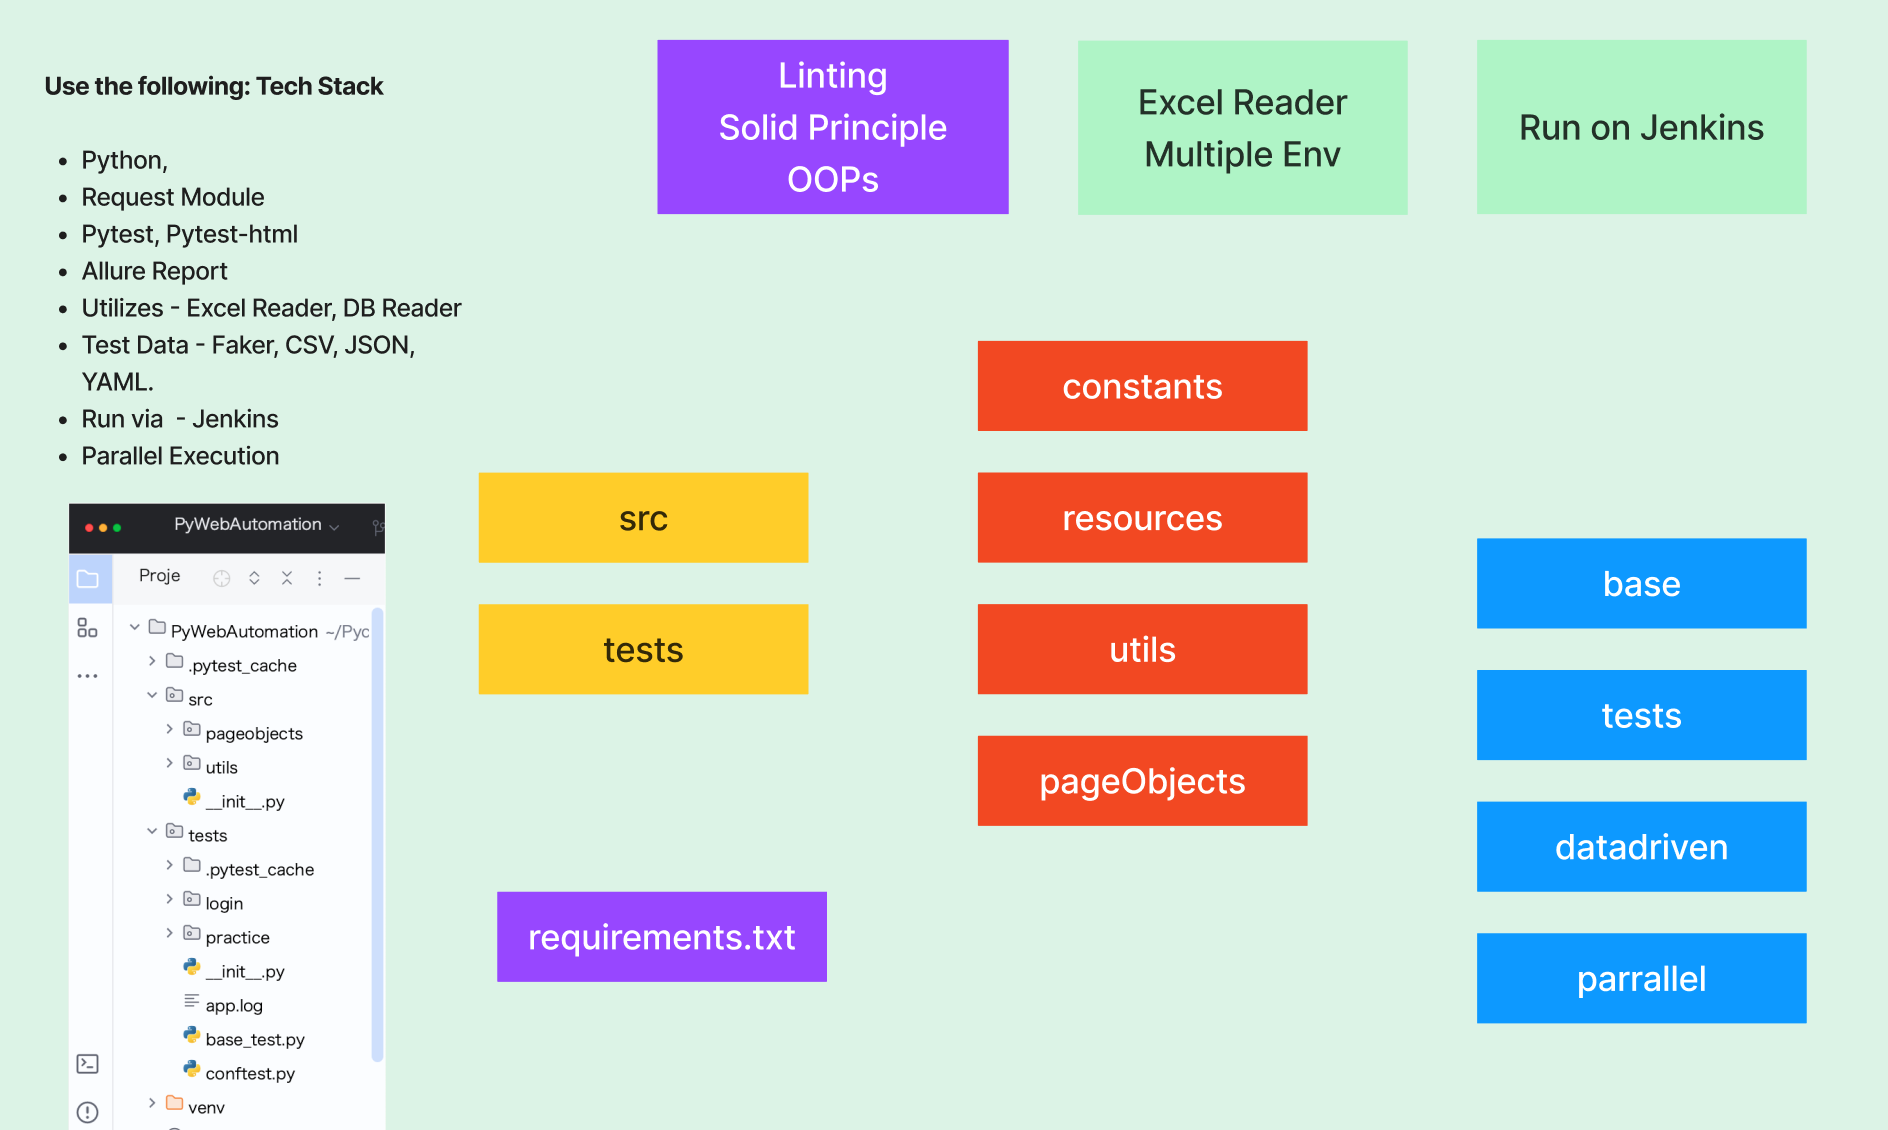 Use the following: Tech Stack
Python,
Request Module
Pytest, Pytest-html
Allure Report
Utilizes - Excel Reader, DB Reader
Test Data - Faker, CSV, JSON,
YAML.
Run via - Jenkins
Parallel Execution
Linting
Solid Principle
OOPs
Excel Reader
Multiple Env
Run on Jenkins
PyWebAutomation
Proje
PyWebAutomation ~/Pyc
.pytest_cache
src
pageobjects
utils
__init__.py
tests
.pytest_cache
login
practice
__init__.py
app.log
base_test.py
conftest.py
venv
src
tests
requirements.txt
constants
resources
utils
pageObjects
base
tests
datadriven
parrallel